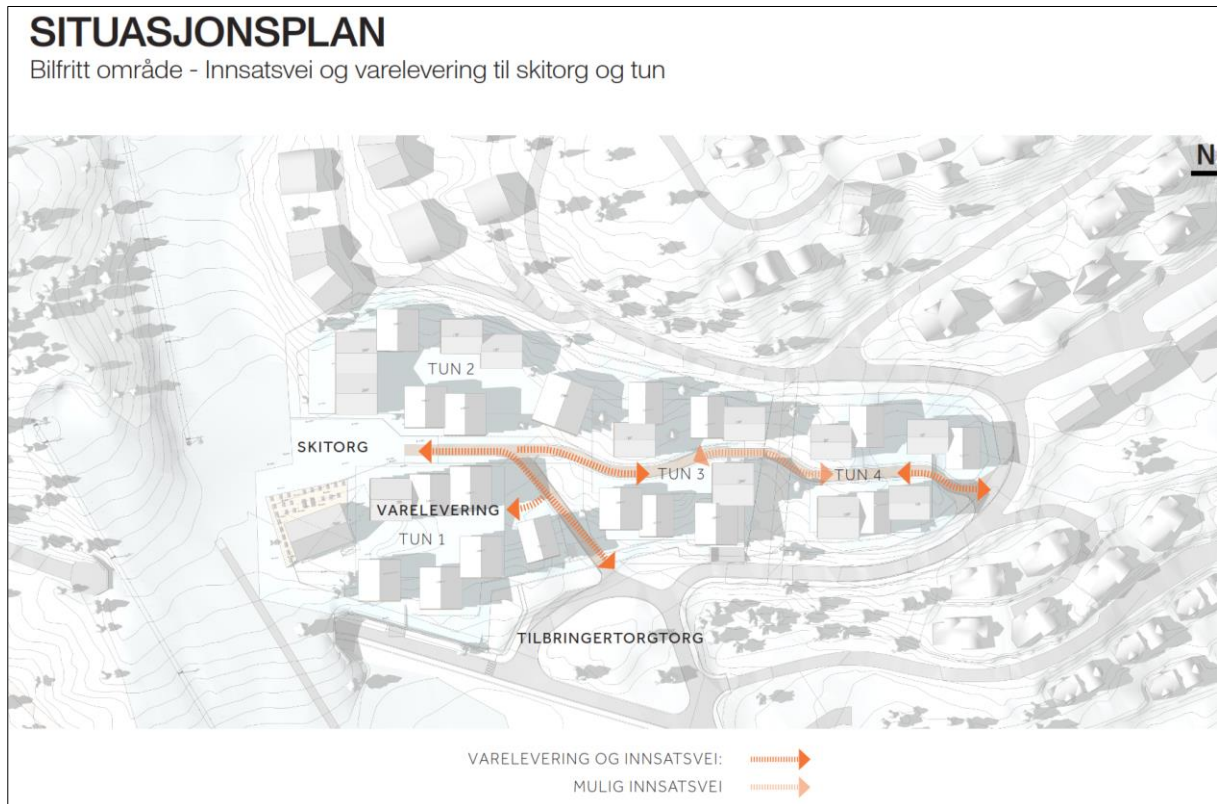 SITUASJONSPLAN
Bilfritt område - Innsatsvei og varelevering til skitorg og tun
N
TUN 2
SKITORG
TUN 3
TUN 4
VARELEVERING
TUN 1
TILBRINGERTORGTORG
VARELEVERING OG INNSATSVEI:
MULIG INNSATSVEI